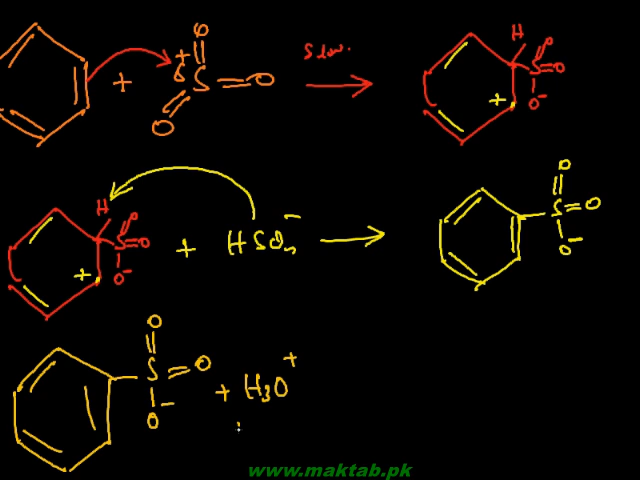 O
+ δ+ S = O Slow. H S = O
O + O O-
H O
S = O + HSO4- S = O
+ O- O-
O
S = O + H3O+
O-
www.maktab.pk